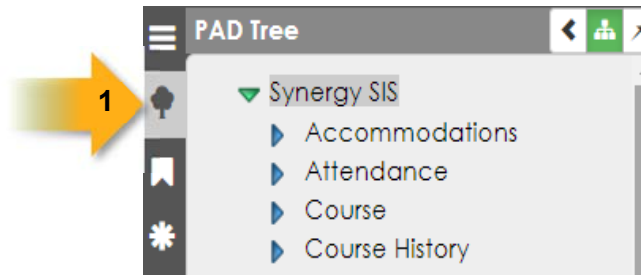 PAD Tree
1
Synergy SIS
Accommodations
Attendance
Course
Course History